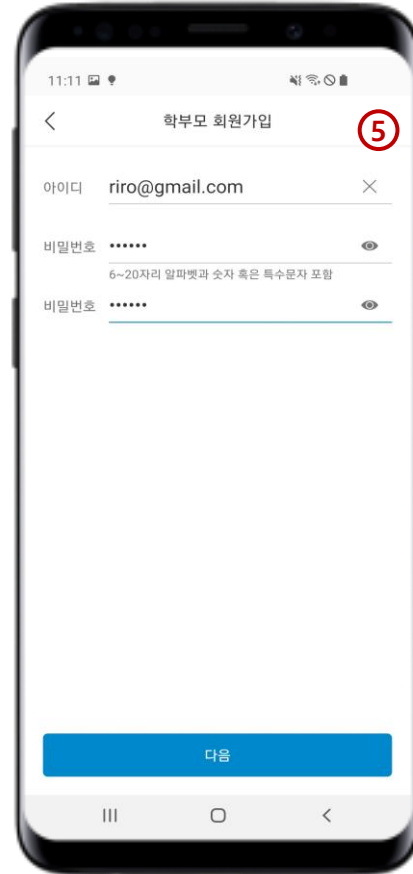 11:11
학부모 회원가입
⑤
아이디 riro@gmail.com
비밀번호 ••••••
6~20자리 알파벳과 숫자 혹은 특수문자 포함
비밀번호 ••••••
다음